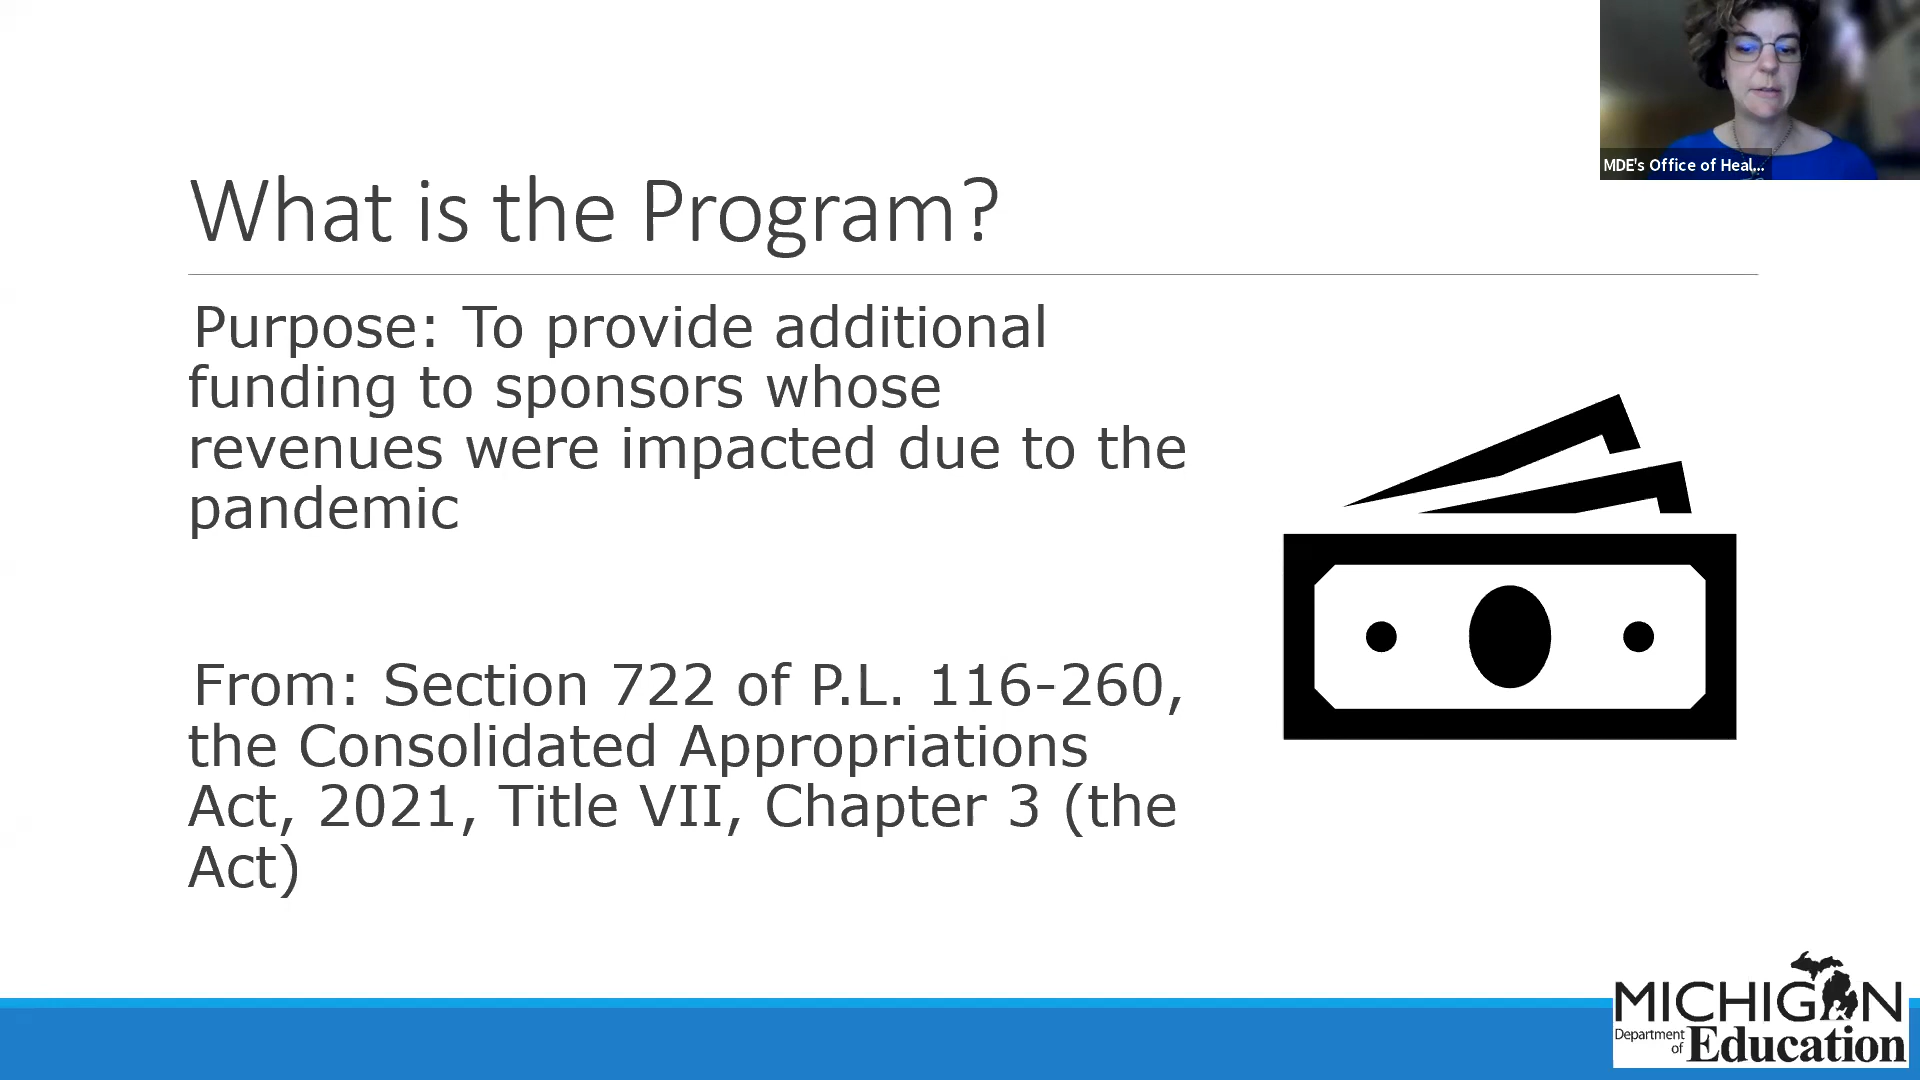 MDE's Office of Heal...
What is the Program?
Purpose: To provide additional
funding to sponsors whose
revenues were impacted due to the
pandemic
From: Section 722 of P.L. 116-260,
the Consolidated Appropriations
Act, 2021, Title VII, Chapter 3 (the
Act)
MICHIGAN
Department
of Education